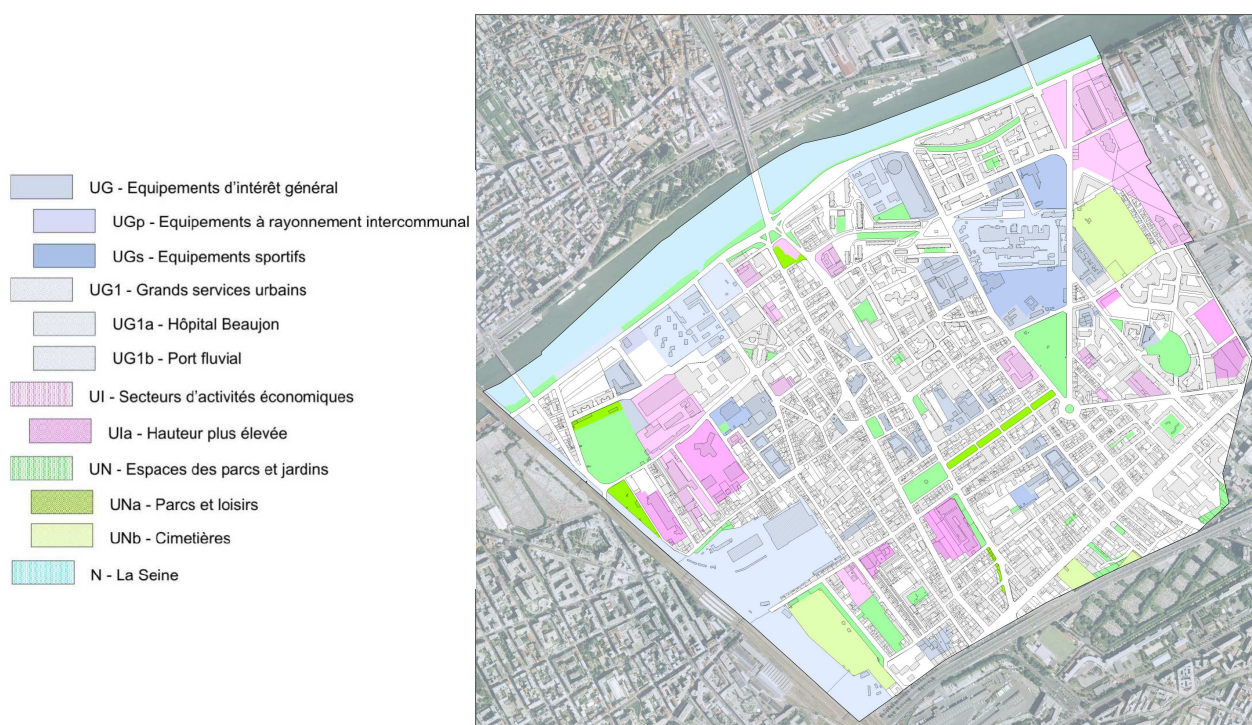 UG - Equipements d'intérêt général
UGp - Equipements à rayonnement intercommunal
UGs - Equipements sportifs
UG1 - Grands services urbains
UG1a - Hôpital Beaujon
UG1b - Port fluvial
UI - Secteurs d'activités économiques
UIa - Hauteur plus élevée
UN - Espaces des parcs et jardins
UNa - Parcs et loisirs
UNb - Cimetières
N - La Seine